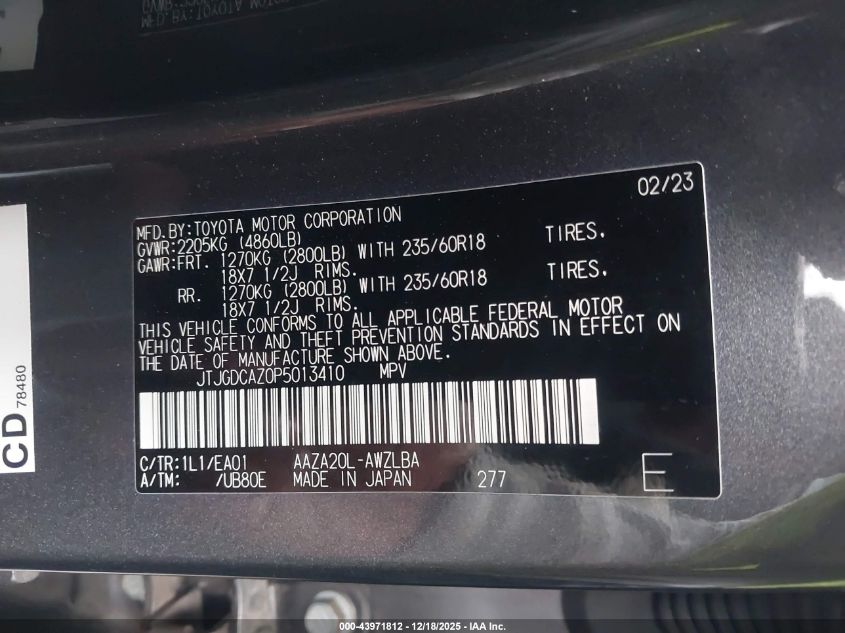 02/23
MFD.BY:TOYOTA MOTOR CORPORATION
GVWR:2205KG (4860LB)
GAWR:FRT. 1270KG (2800LB) WITH 235/60R18 TIRES.
18X7 1/2J RIMS.
RR. 1270KG (2800LB) WITH 235/60R18 TIRES.
18X7 1/2J RIMS.
THIS VEHICLE CONFORMS TO ALL APPLICABLE FEDERAL MOTOR
VEHICLE SAFETY AND THEFT PREVENTION STANDARDS IN EFFECT ON
THE DATE OF MANUFACTURE SHOWN ABOVE.
JTJGDCAZ0P5013410 MPV
C/TR:1L1/EA01 AAZA20L-AWZLBA
A/TM: /UB80E MADE IN JAPAN 277 E
CD 78480
000-43971812 - 12/18/2025 - IAA Inc.